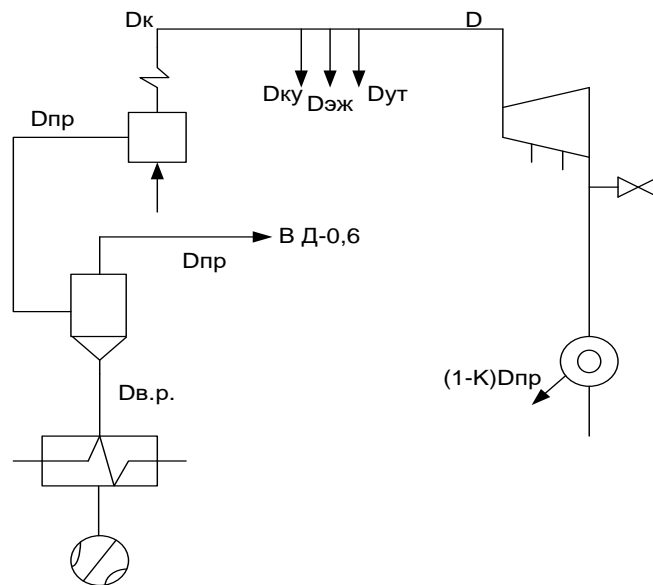 Dк
D
Dку
Dэж
Dут
Dпр
В Д-0,6
Dпр
(1-К)Dпр
Dв.р.